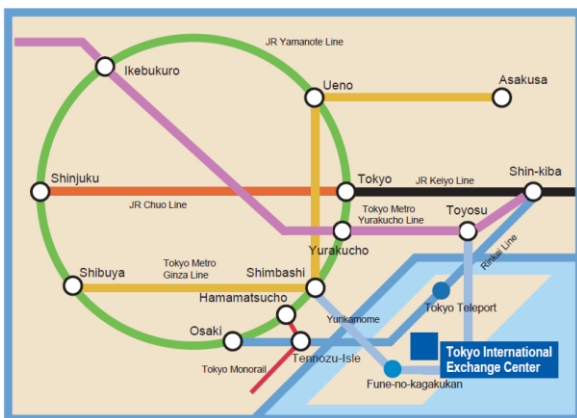 JR Yamanote Line
Ikebukuro
Ueno
Asakusa
Shinjuku
Tokyo
Shin-kiba
JR Chuo Line
JR Keiyo Line
Tokyo Metro
Yurakucho Line
Toyosu
Yurakucho
Rinkai Line
Shibuya
Tokyo Metro
Ginza Line
Shimbashi
Hamamatsucho
Tokyo Teleport
Osaki
Yurikamome
Tennozu-Isle
Tokyo Monorail
Tokyo International
Exchange Center
Fune-no-kagakukan